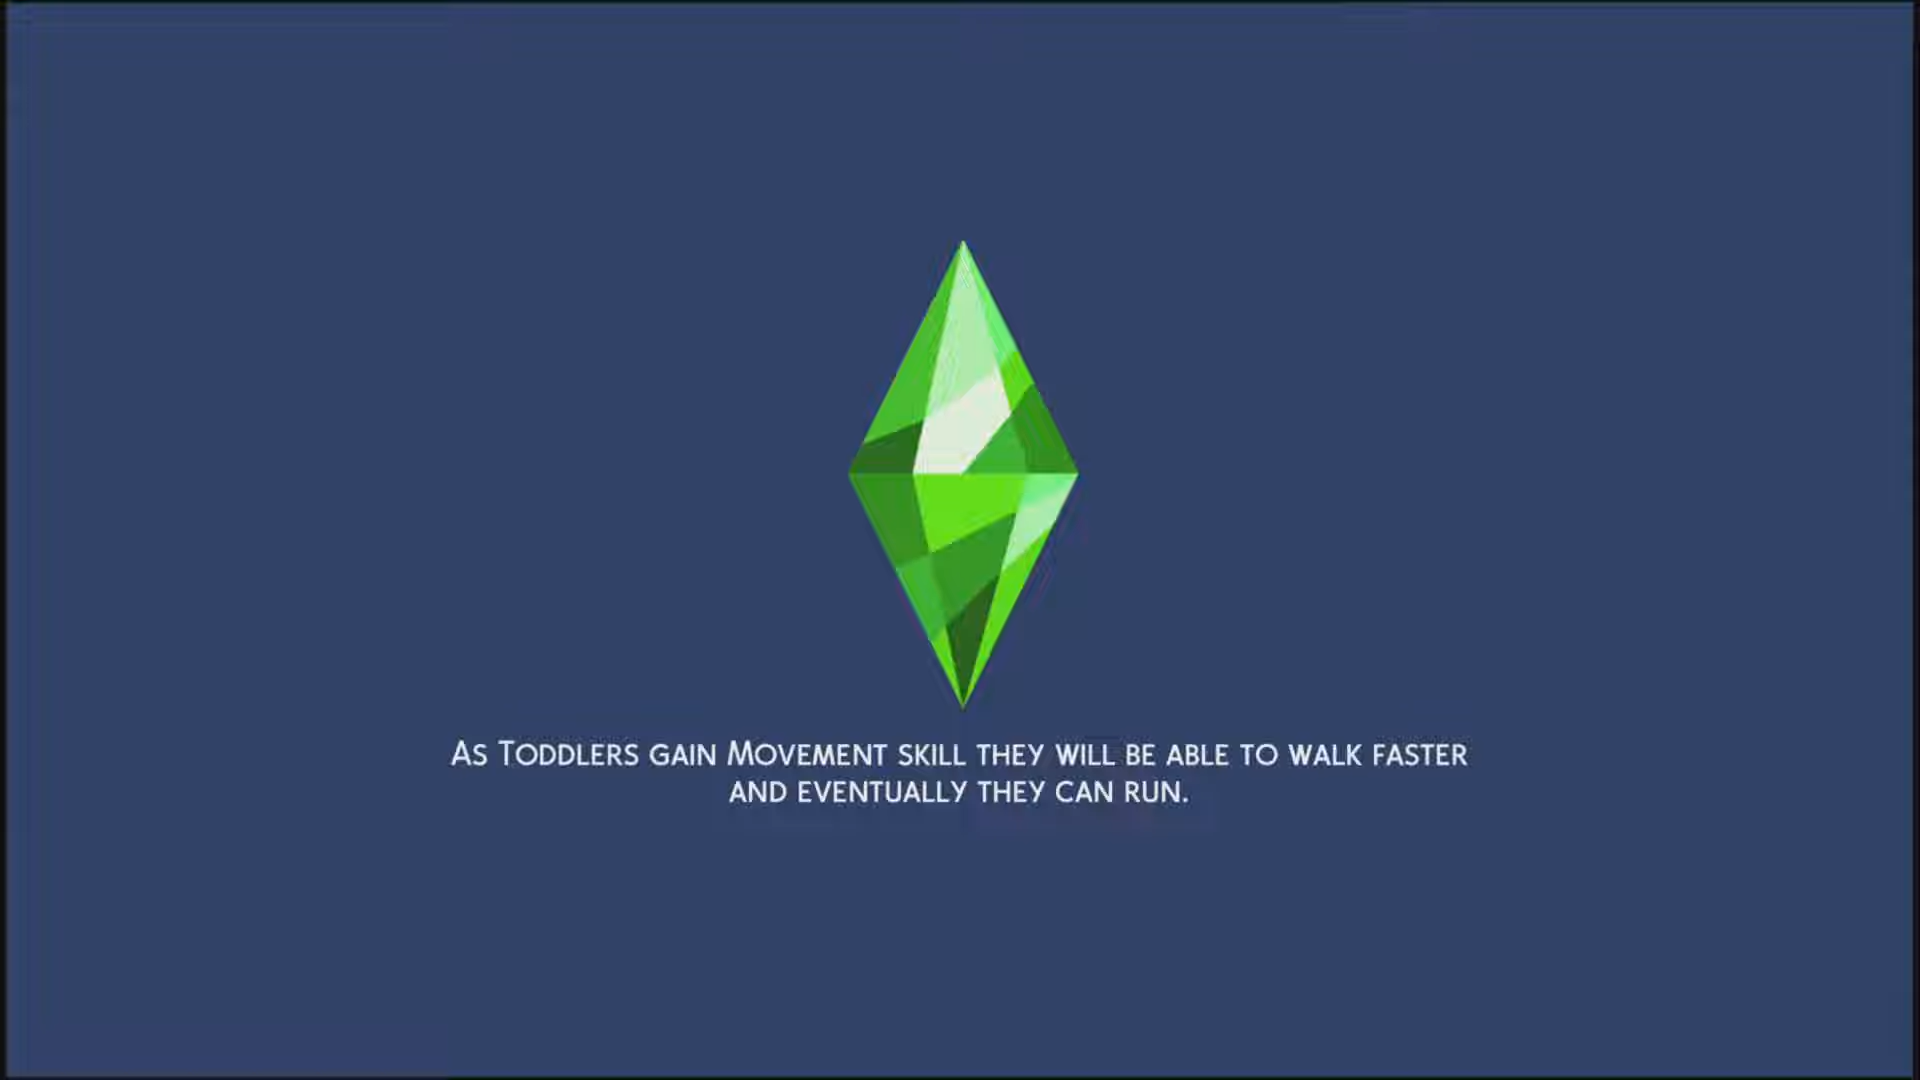 As Toddlers gain Movement skill they will be able to walk faster
and eventually they can run.